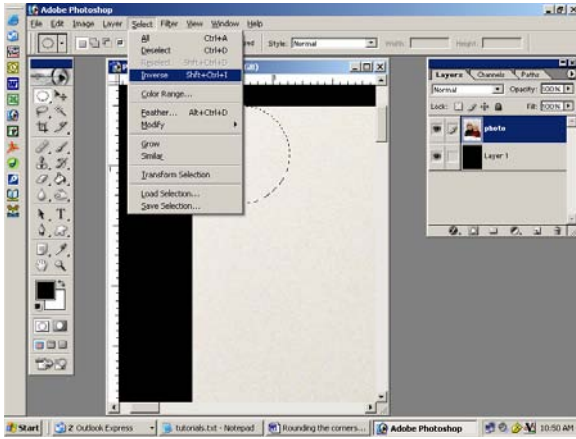 Adobe Photoshop
File Edit Image Layer Select Filter View Window Help
Style: Normal Width: Height:
All Ctrl+A
Deselect Ctrl+D
Reselect Shft+Ctrl+D
Inverse Shft+Ctrl+I
Color Range...
Feather... Alt+Ctrl+D
Modify
Grow
Similar
Transform Selection
Load Selection...
Save Selection...
Layers Channels Paths
Normal Opacity: 100%
Lock: Fill: 100%
photo
Layer 1
Start 2 Outlook Express tutorials.txt - Notepad Rounding the corners... Adobe Photoshop 10:50 AM